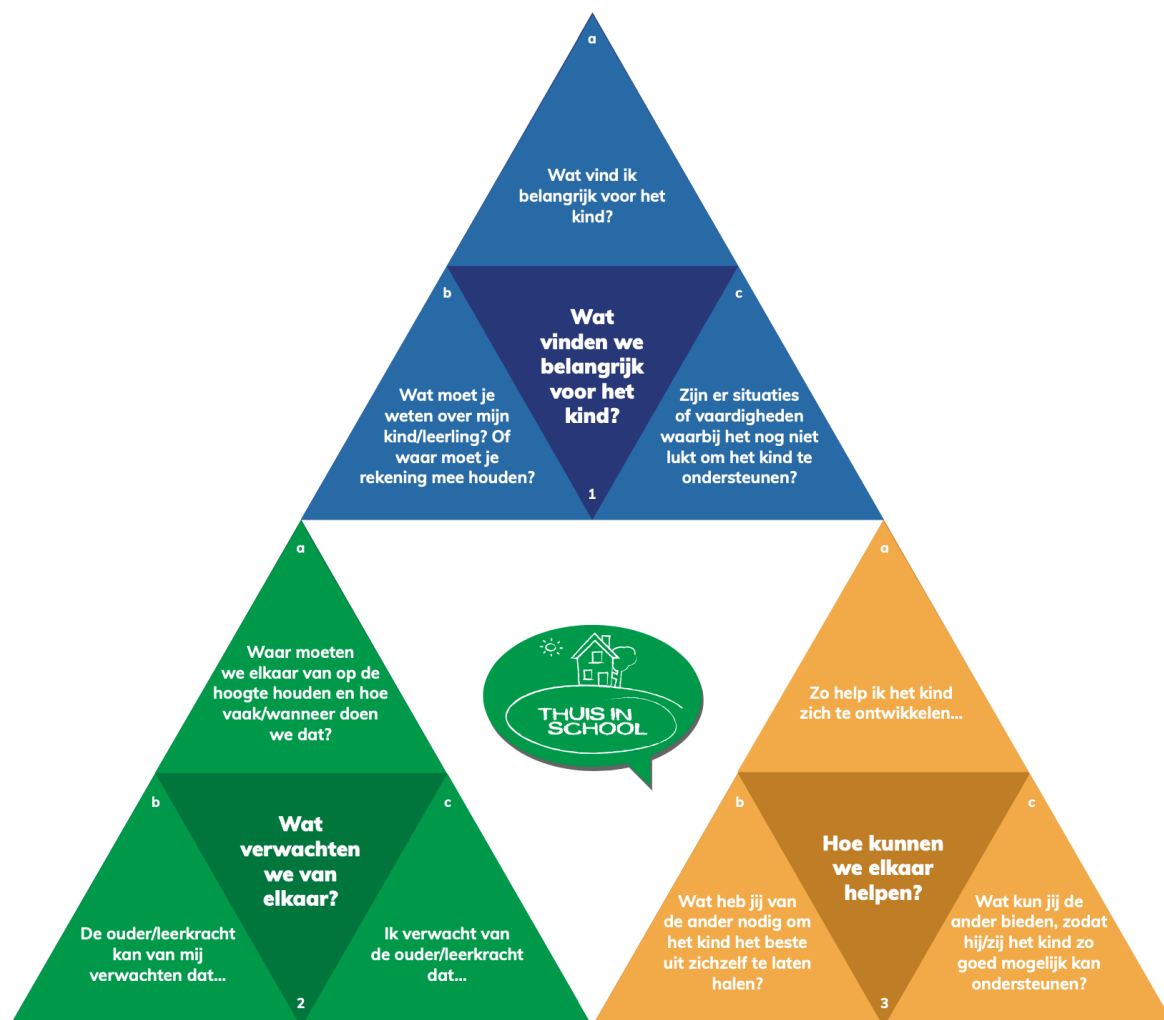 a
Wat vind ik
belangrijk voor het
kind?
b
Wat moet je
weten over mijn
kind/leerling? Of
waar moet je
rekening mee houden?
Wat
vinden we
belangrijk
voor het
kind?
1
c
Zijn er situaties
of vaardigheden
waarbij het nog niet
lukt om het kind te
ondersteunen?
a
Waar moeten
we elkaar van op de
hoogte houden en hoe
vaak/wanneer doen
we dat?
b
De ouder/leerkracht
kan van mij
verwachten dat...
Wat
verwachten
we van
elkaar?
2
c
Ik verwacht van
de ouder/leerkracht
dat...
THUIS IN
SCHOOL
a
Zo help ik het kind
zich te ontwikkelen...
b
Wat heb jij van
de ander nodig om
het kind het beste
uit zichzelf te laten
halen?
Hoe kunnen
we elkaar
helpen?
3
c
Wat kun jij de
ander bieden, zodat
hij/zij het kind zo
goed mogelijk kan
ondersteunen?